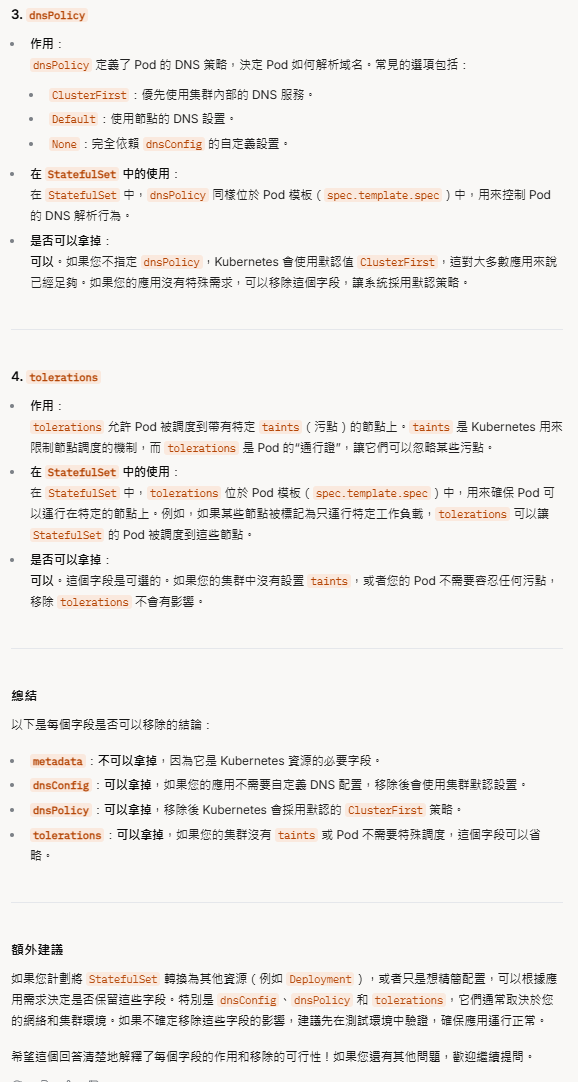 3. dnsPolicy
作用：
dnsPolicy 定義了 Pod 的 DNS 策略，決定 Pod 如何解析域名。常見的選項包括：
ClusterFirst：優先使用集群內部的 DNS 服務。
Default：使用節點的 DNS 設置。
None：完全依賴 dnsConfig 的自定義設置。
在 StatefulSet 中的使用：
在 StatefulSet 中，dnsPolicy 同樣位於 Pod 模板（spec.template.spec）中，用來控制 Pod
的 DNS 解析行為。
是否可以拿掉：
可以。如果您不指定 dnsPolicy，Kubernetes 會使用默認值 ClusterFirst，這對大多數應用來說
已經足夠。如果您的應用沒有特殊需求，可以移除這個字段，讓系統採用默認策略。
4. tolerations
作用：
tolerations 允許 Pod 被調度到帶有特定 taints（污點）的節點上。taints 是 Kubernetes 用來
限制節點調度的機制，而 tolerations 是 Pod 的“通行證”，讓它們可以忽略某些污點。
在 StatefulSet 中的使用：
在 StatefulSet 中，tolerations 位於 Pod 模板（spec.template.spec）中，用來確保 Pod 可
以運行在特定的節點上。例如，如果某些節點被標記為只運行特定工作負載，tolerations 可以讓
StatefulSet 的 Pod 被調度到這些節點。
是否可以拿掉：
可以。這個字段是可選的。如果您的集群中沒有設置 taints，或者您的 Pod 不需要容忍任何污點，
移除 tolerations 不會有影響。
總結
以下是每個字段是否可以移除的結論：
metadata：不可以拿掉，因為它是 Kubernetes 資源的必要字段。
dnsConfig：可以拿掉，如果您的應用不需要自定義 DNS 配置，移除後會使用集群默認設置。
dnsPolicy：可以拿掉，移除後 Kubernetes 會採用默認的 ClusterFirst 策略。
tolerations：可以拿掉，如果您的集群沒有 taints 或 Pod 不需要特殊調度，這個字段可以省
略。
額外建議
如果您計劃將 StatefulSet 轉換為其他資源（例如 Deployment），或者只是想精簡配置，可以根據應
用需求決定是否保留這些字段。特別是 dnsConfig、dnsPolicy 和 tolerations，它們通常取決於您
的網絡和集群環境。如果不確定移除這些字段的影響，建議先在測試環境中驗證，確保應用運行正常。
希望這個回答清楚地解釋了每個字段的作用和移除的可行性！如果您還有其他問題，歡迎繼續提問。